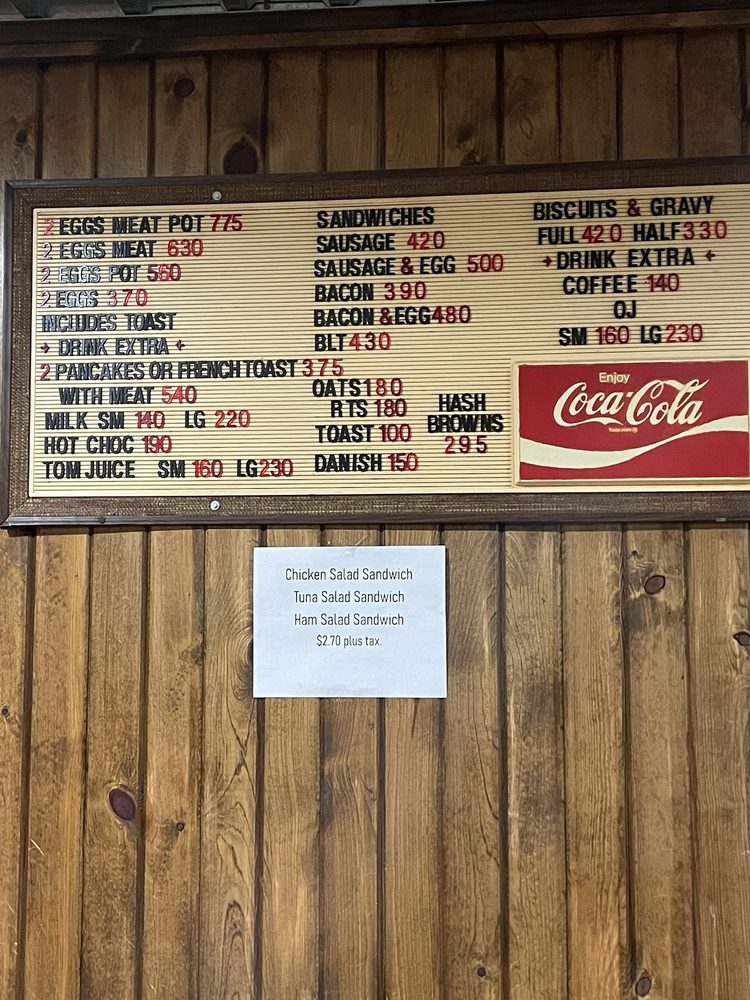 2 EGGS MEAT POT 775
2 EGGS MEAT 630
2 EGGS POT 560
2 EGGS 370
INCLUDES TOAST
DRINK EXTRA
2 PANCAKES OR FRENCH TOAST 375
WITH MEAT 540
MILK SM 140 LG 220
HOT CHOC 190
TOM JUICE SM 160 LG 230
SANDWICHES
SAUSAGE 420
SAUSAGE & EGG 500
BACON 390
BACON & EGG 480
BLT 430
OATS 180
RTS 180
TOAST 100
DANISH 150
HASH
BROWNS
295
BISCUITS & GRAVY
FULL 420 HALF 330
DRINK EXTRA
COFFEE 140
OJ
SM 160 LG 230
Enjoy
Coca-Cola
Chicken Salad Sandwich
Tuna Salad Sandwich
Ham Salad Sandwich
$2.70 plus tax.